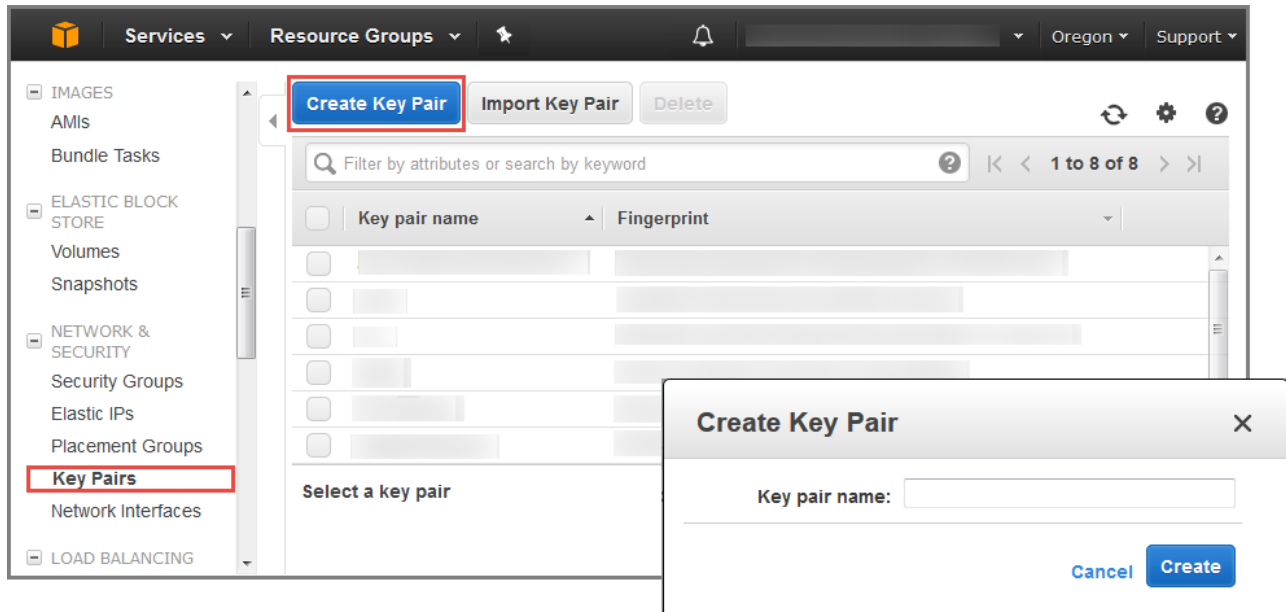 Services Resource Groups Oregon Support
IMAGES
AMIs
Bundle Tasks
ELASTIC BLOCK
STORE
Volumes
Snapshots
NETWORK &
SECURITY
Security Groups
Elastic IPs
Placement Groups
Key Pairs
Network Interfaces
LOAD BALANCING
Create Key Pair Import Key Pair Delete
Filter by attributes or search by keyword 1 to 8 of 8
Key pair name Fingerprint
Select a key pair
Create Key Pair
Key pair name:
Cancel Create